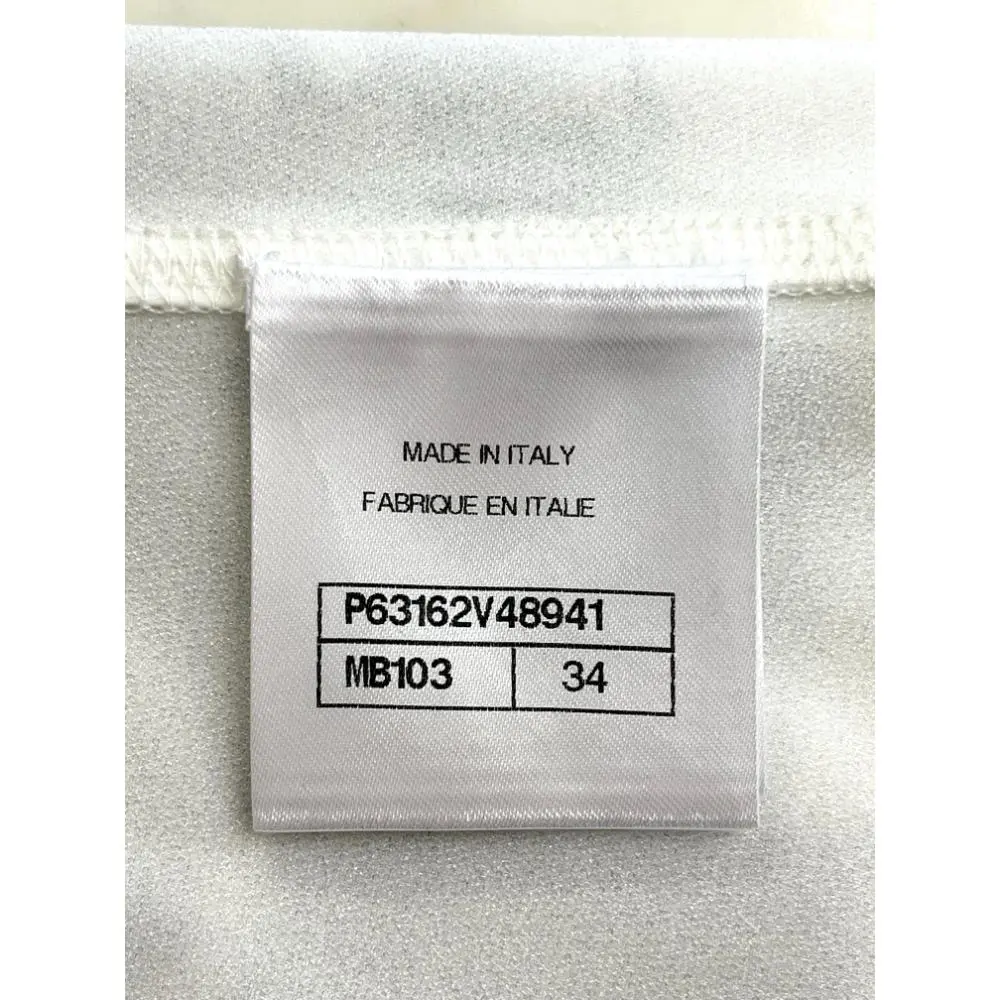 MADE IN ITALY
FABRIQUE EN ITALIE
P63162V48941
MB103 34